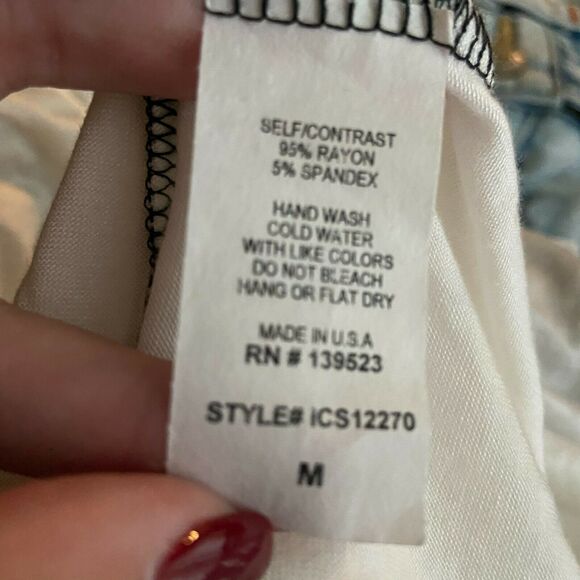 SELF/CONTRAST
95% RAYON
5% SPANDEX
HAND WASH
COLD WATER
WITH LIKE COLORS
DO NOT BLEACH
HANG OR FLAT DRY
MADE IN U.S.A
RN # 139523
STYLE# ICS12270
M